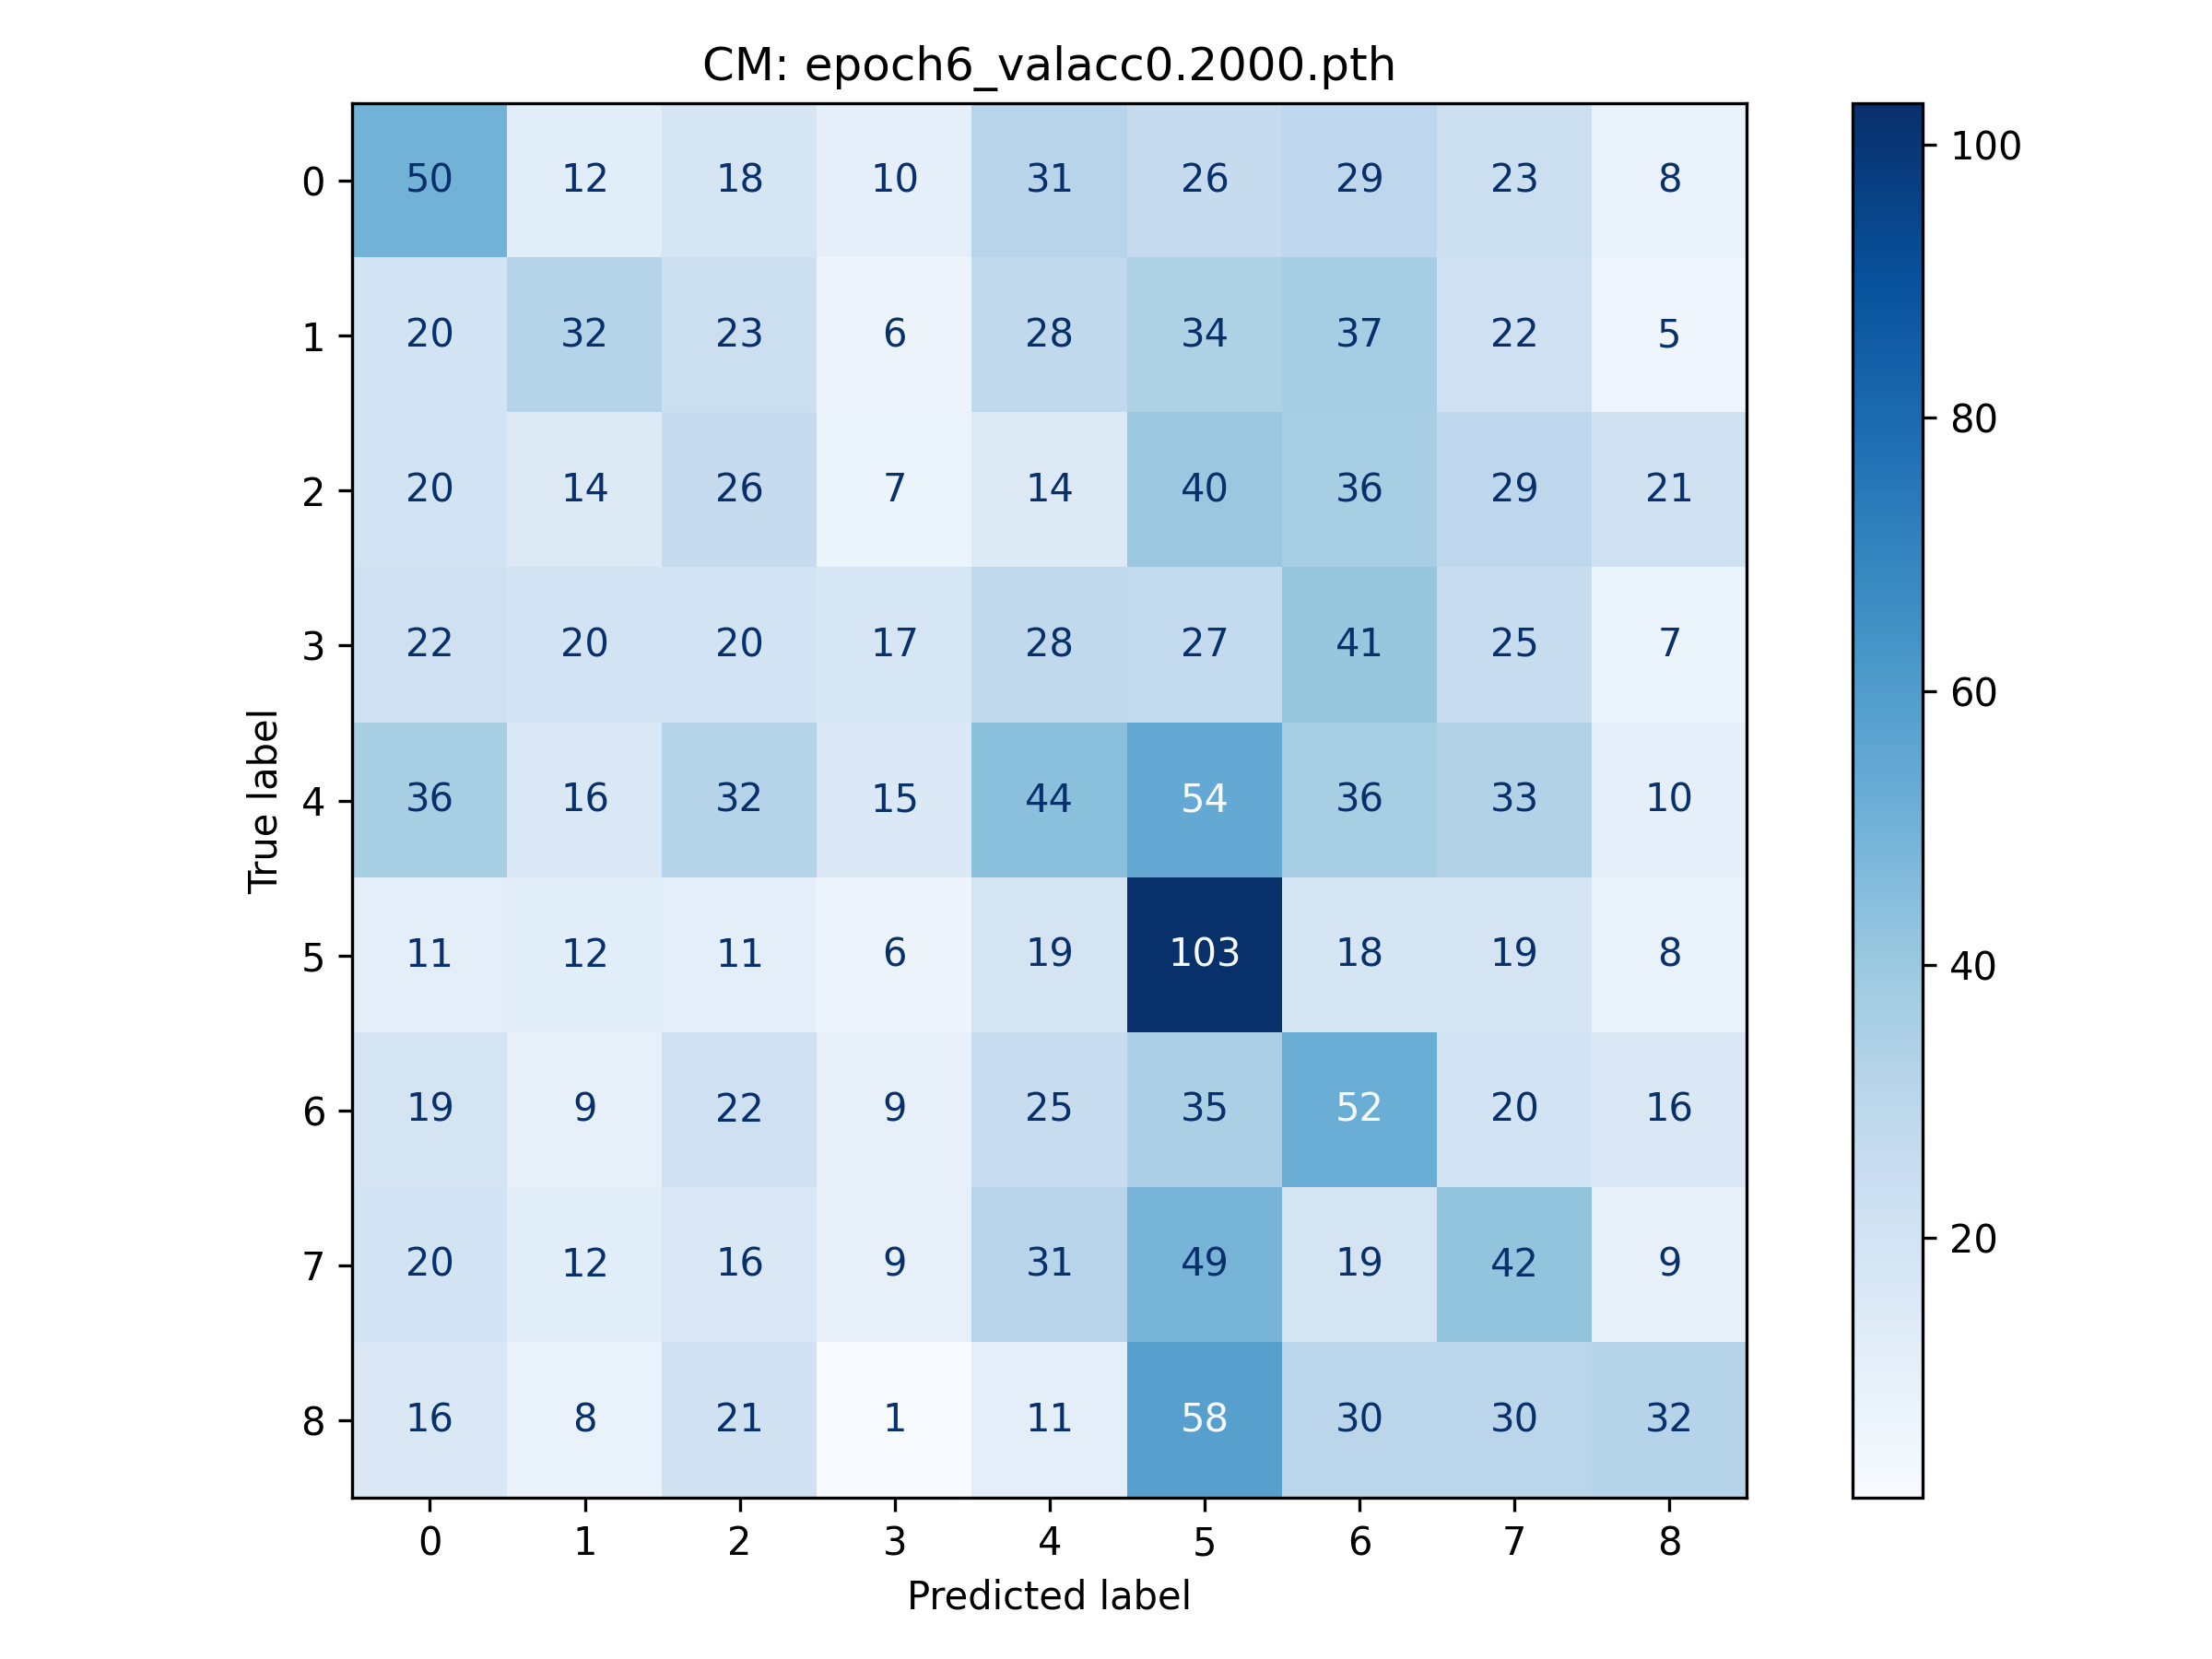 CM: epoch6_valacc0.2000.pth
0 50 12 18 10 31 26 29 23 8
1 20 32 23 6 28 34 37 22 5
2 20 14 26 7 14 40 36 29 21
3 22 20 20 17 28 27 41 25 7
4 36 16 32 15 44 54 36 33 10
5 11 12 11 6 19 103 18 19 8
6 19 9 22 9 25 35 52 20 16
7 20 12 16 9 31 49 19 42 9
8 16 8 21 1 11 58 30 30 32
0 1 2 3 4 5 6 7 8
Predicted label
True label
100
80
60
40
20